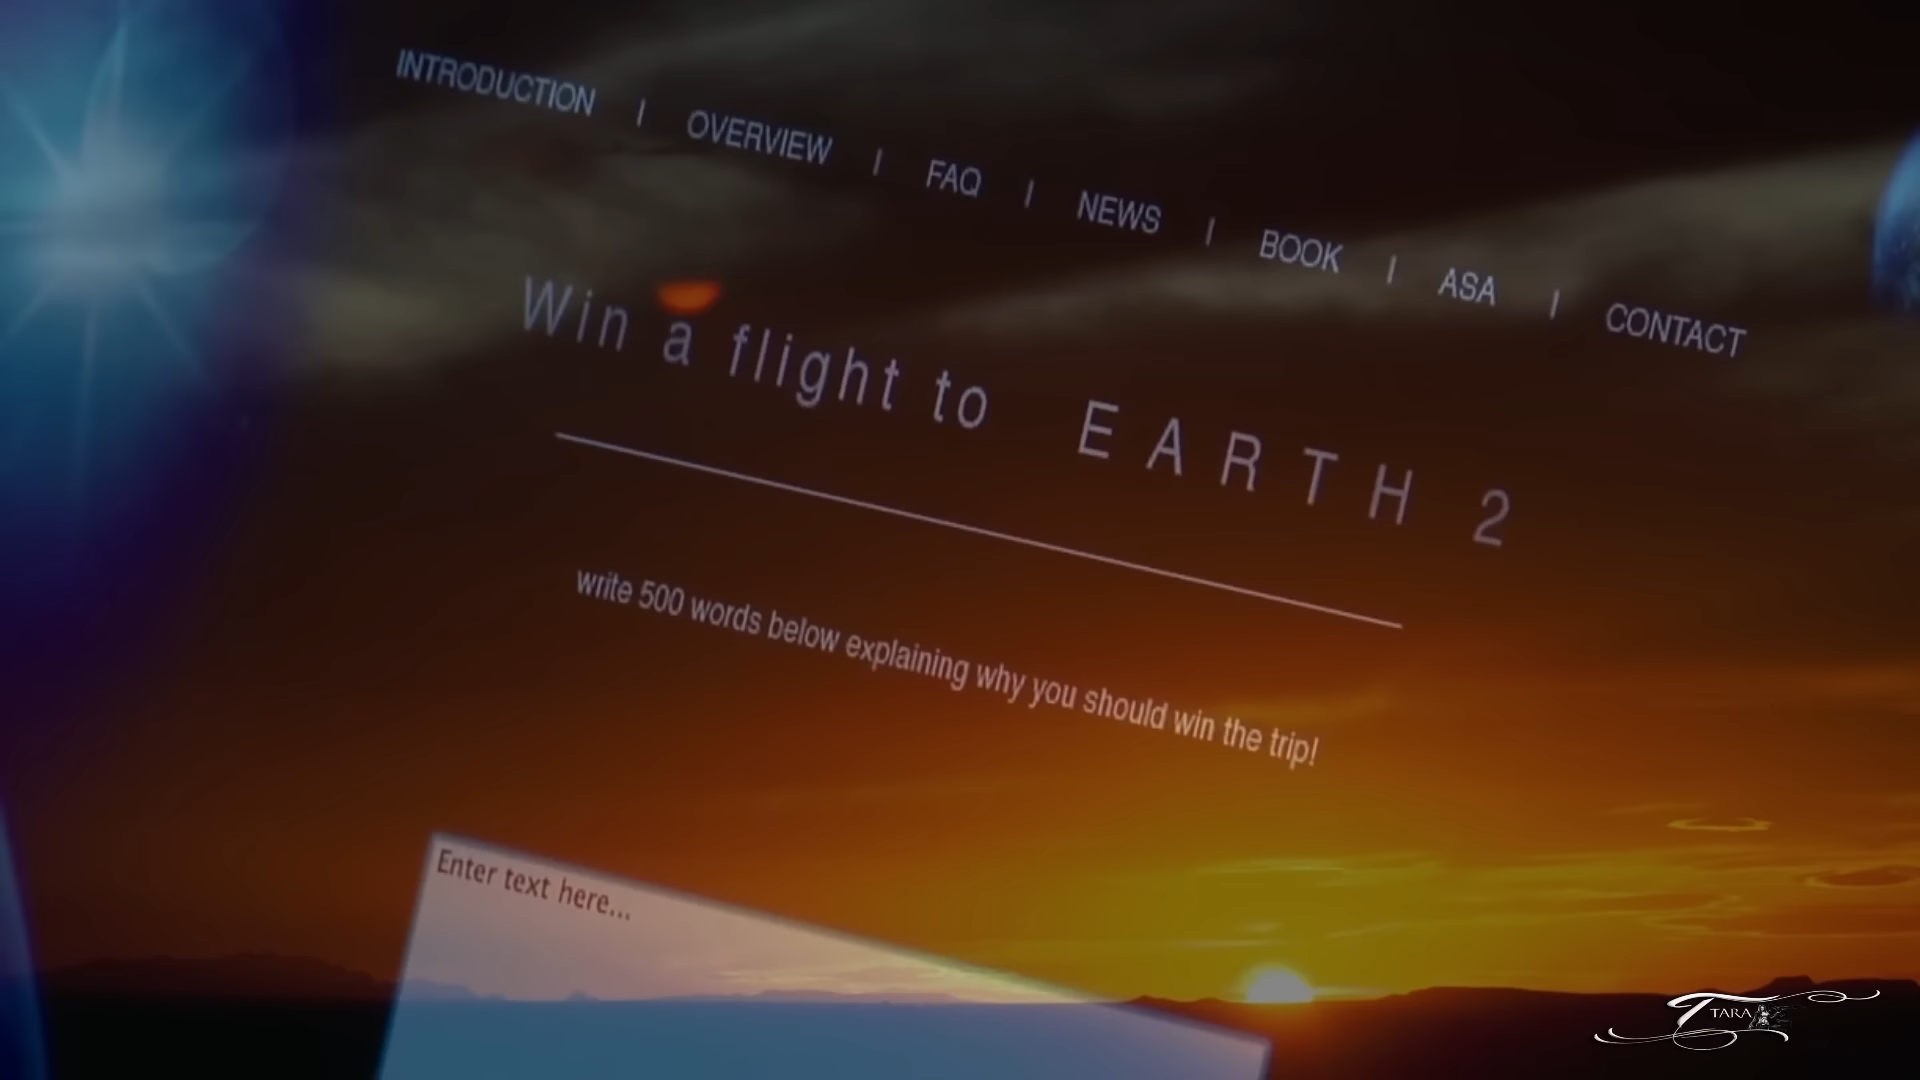 INTRODUCTION | OVERVIEW | FAQ | NEWS | BOOK | ASA | CONTACT
Win a flight to EARTH 2
write 500 words below explaining why you should win the trip!
Enter text here...
TARA